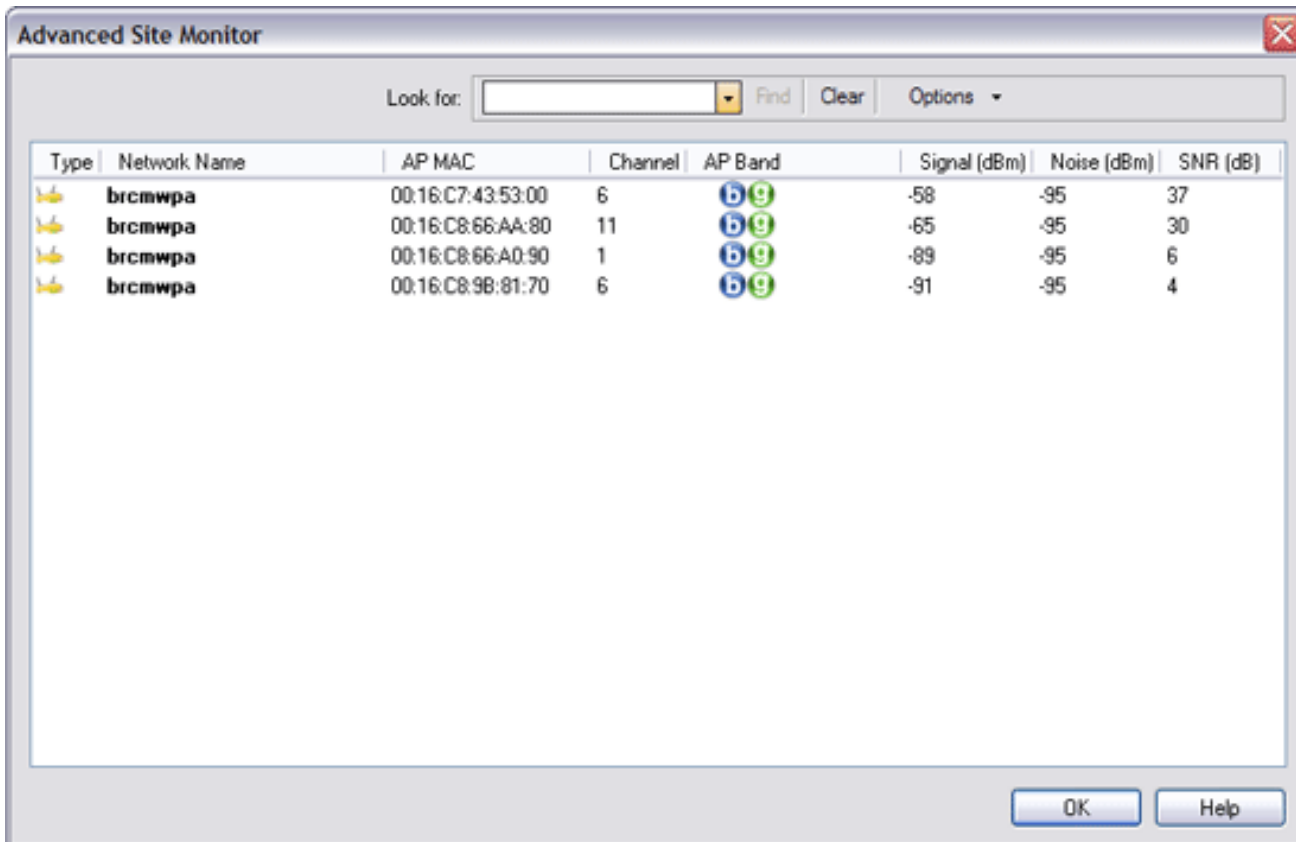 Advanced Site Monitor
Look for: Find Clear Options
Type Network Name AP MAC Channel AP Band Signal (dBm) Noise (dBm) SNR (dB)
brcmwpa 00:16:C7:43:53:00 6 b g -58 -95 37
brcmwpa 00:16:C8:66:AA:80 11 b g -65 -95 30
brcmwpa 00:16:C8:66:A0:90 1 b g -89 -95 6
brcmwpa 00:16:C8:9B:81:70 6 b g -91 -95 4
OK Help